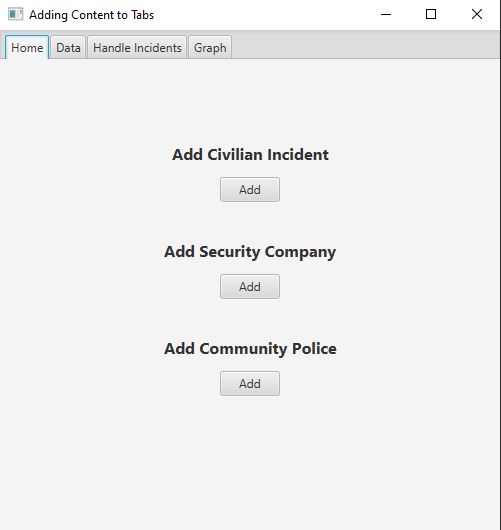 Adding Content to Tabs
Home Data Handle Incidents Graph
Add Civilian Incident
Add
Add Security Company
Add
Add Community Police
Add